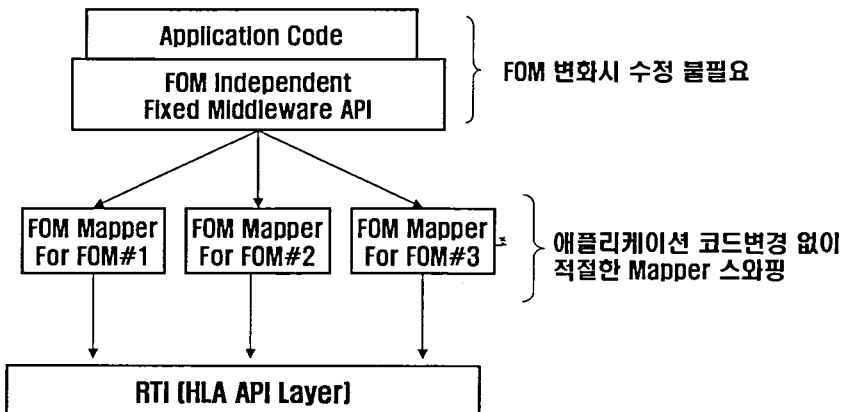 Application Code
FOM Independent
Fixed Middleware API
FOM 변화시 수정 불필요
FOM Mapper
For FOM#1
FOM Mapper
For FOM#2
FOM Mapper
For FOM#3
애플리케이션 코드변경 없이
적절한 Mapper 스와핑
RTI (HLA API Layer)